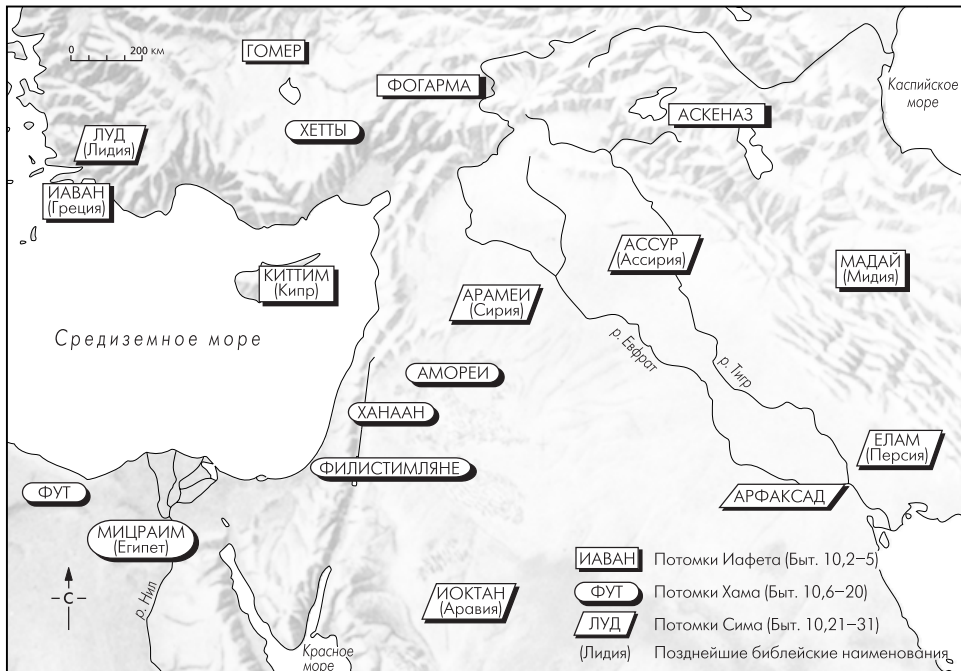 0 200 км
ГОМЕР
Каспийское
море
ФОГАРМА
АСКЕНАЗ
ХЕТТЫ
ЛУД
(Лидия)
ИАВАН
(Греция)
АССУР
(Ассирия)
МАДАЙ
(Мидия)
КИТТИМ
(Кипр)
АРАМЕИ
(Сирия)
Средиземное море
р. Евфрат
р. Тигр
АМОРЕИ
ХАНААН
ФИЛИСТИМЛЯНЕ
ЕЛАМ
(Персия)
ФУТ
АРФАКСАД
МИЦРАИМ
(Египет)
С
р. Нил
ИОКТАН
(Аравия)
Красное
море
ИАВАН Потомки Иафета (Быт. 10,2–5)
ФУТ Потомки Хама (Быт. 10,6–20)
ЛУД Потомки Сима (Быт. 10,21–31)
(Лидия) Позднейшие библейские наименования